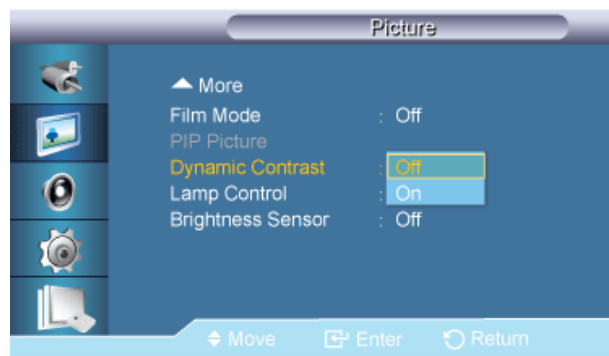 Picture
More
Film Mode : Off
PIP Picture
Dynamic Contrast : Off
Lamp Control : On
Brightness Sensor : Off
Move Enter Return